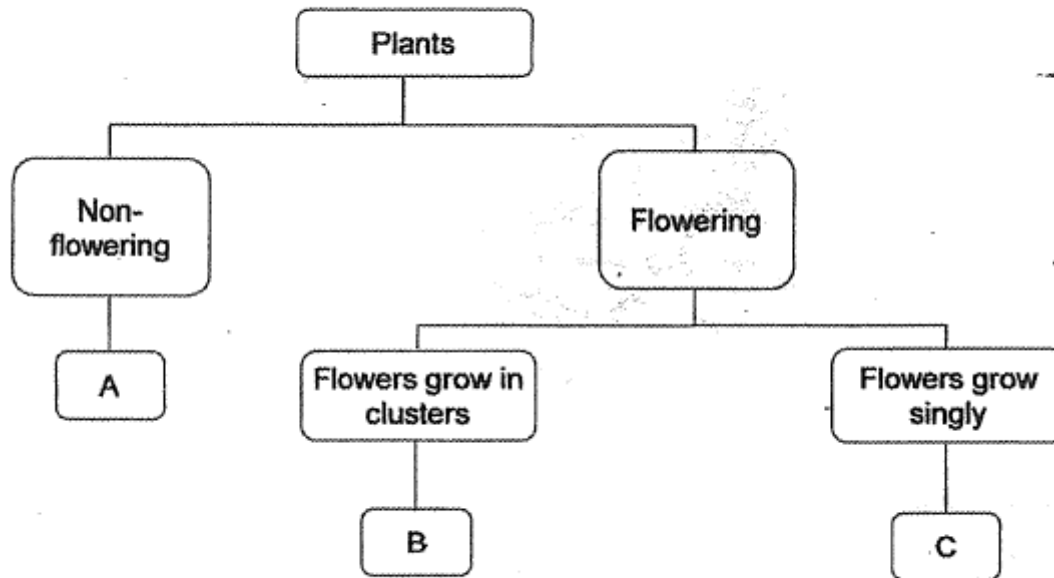 Plants
Non-
flowering
Flowering
A
Flowers grow in
clusters
Flowers grow
singly
B
C